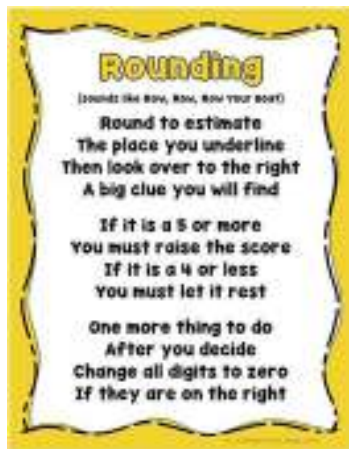 Rounding
(Sounds like Row, Row, Row Your Boat)
Round to estimate
The place you underline
Then look over to the right
A big clue you will find
If it is a 5 or more
You must raise the score
If it is a 4 or less
You must let it rest
One more thing to do
After you decide
Change all digits to zero
If they are on the right